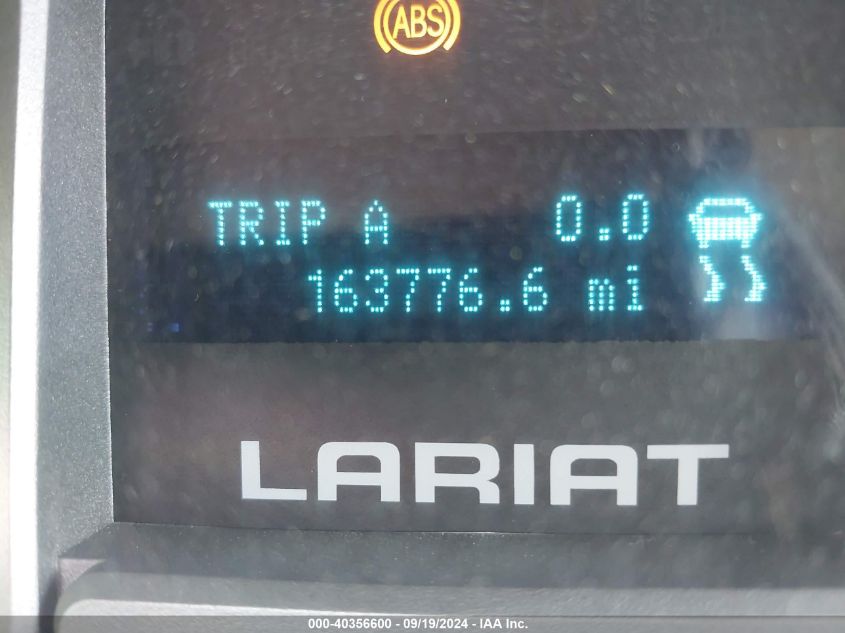 ABS
TRIP A 0.0
163776.6 mi
LARIAT
000-40356600 - 09/19/2024 - IAA Inc.